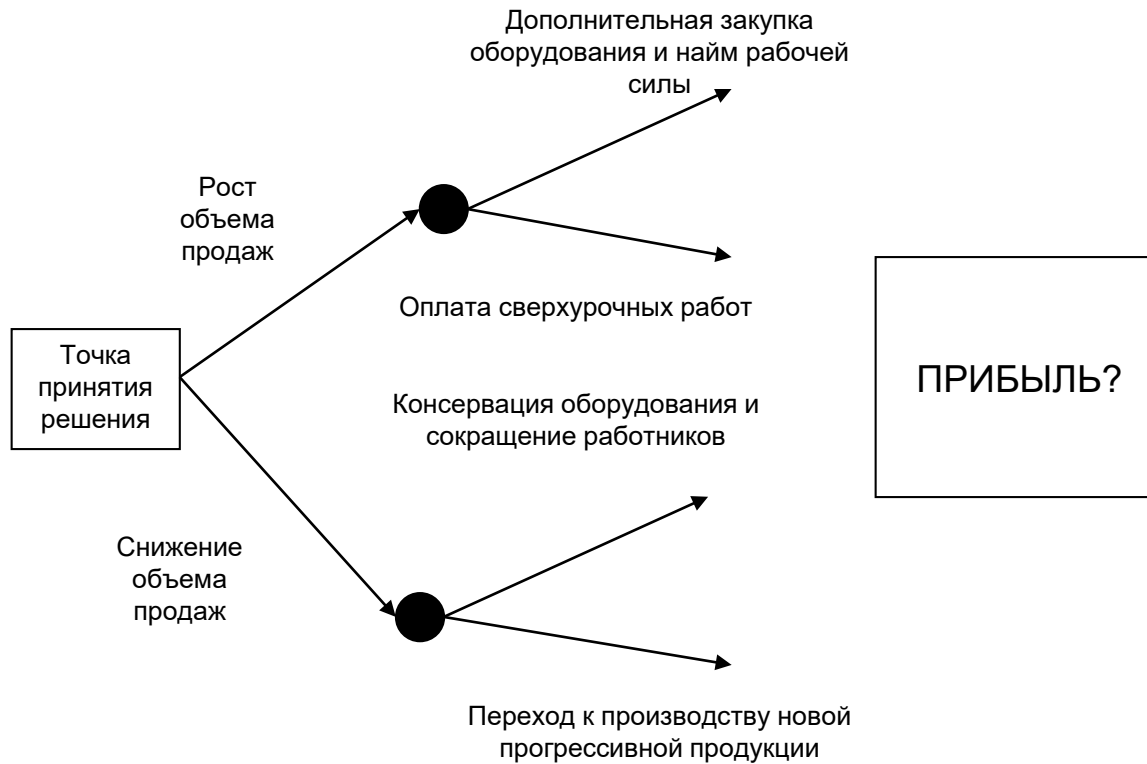 Дополнительная закупка
оборудования и найм рабочей
силы
Рост
объема
продаж
Оплата сверхурочных работ
Точка
принятия
решения
ПРИБЫЛЬ?
Консервация оборудования и
сокращение работников
Снижение
объема
продаж
Переход к производству новой
прогрессивной продукции